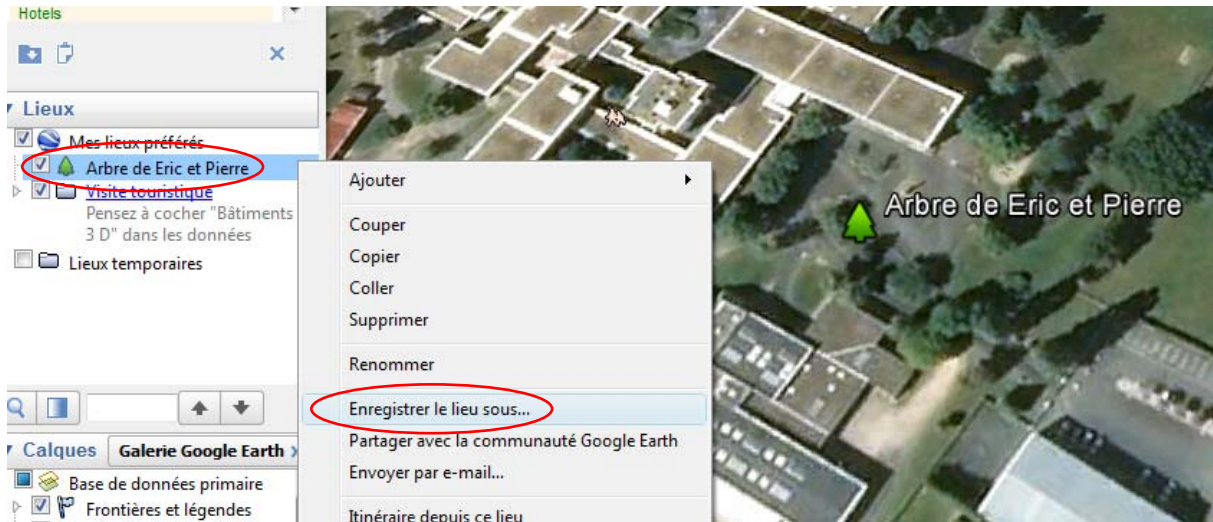 Hotels
Lieux
Mes lieux préférés
Arbre de Eric et Pierre
Visite touristique
Pensez à cocher "Bâtiments
3 D" dans les données
Lieux temporaires
Calques
Galerie Google Earth
Base de données primaire
Frontières et légendes
Ajouter
Couper
Copier
Coller
Supprimer
Renommer
Enregistrer le lieu sous...
Partager avec la communauté Google Earth
Envoyer par e-mail...
Itinéraire depuis ce lieu
Arbre de Eric et Pierre